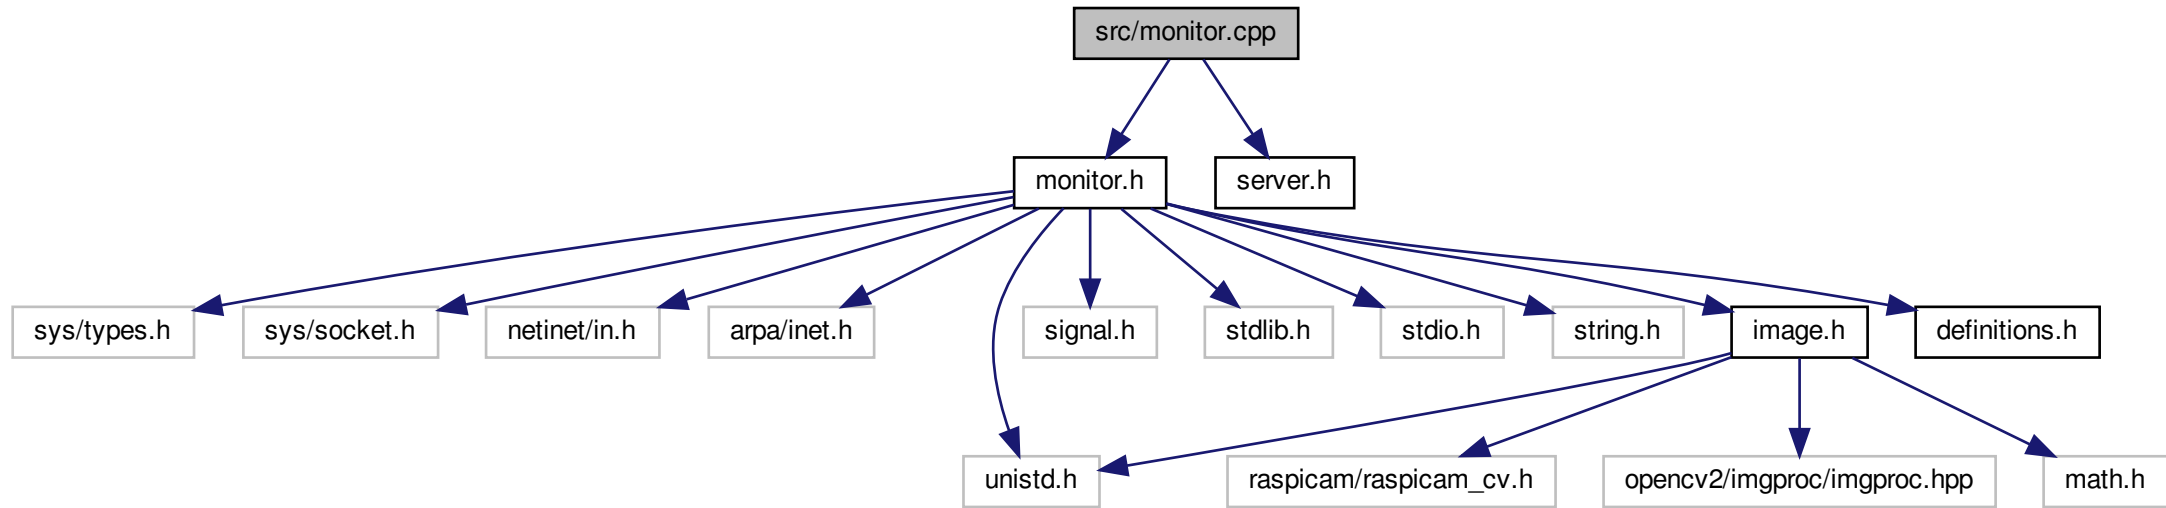 src/monitor.cpp
monitor.h
server.h
sys/types.h
sys/socket.h
netinet/in.h
arpa/inet.h
signal.h
stdlib.h
stdio.h
string.h
image.h
definitions.h
unistd.h
raspicam/raspicam_cv.h
opencv2/imgproc/imgproc.hpp
math.h